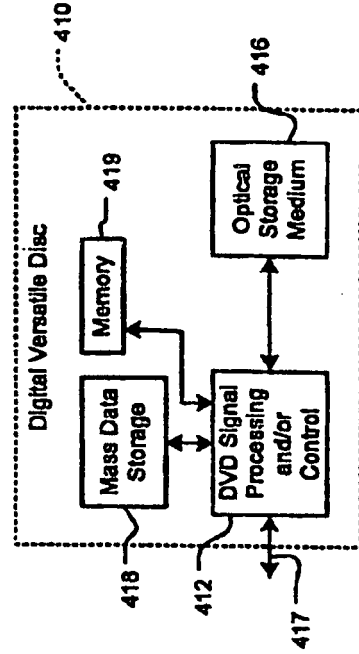 410
Digital Versatile Disc
419
Memory
Mass Data
Storage
418
416
Optical
Storage
Medium
DVD Signal
Processing
and/or
Control
412
417